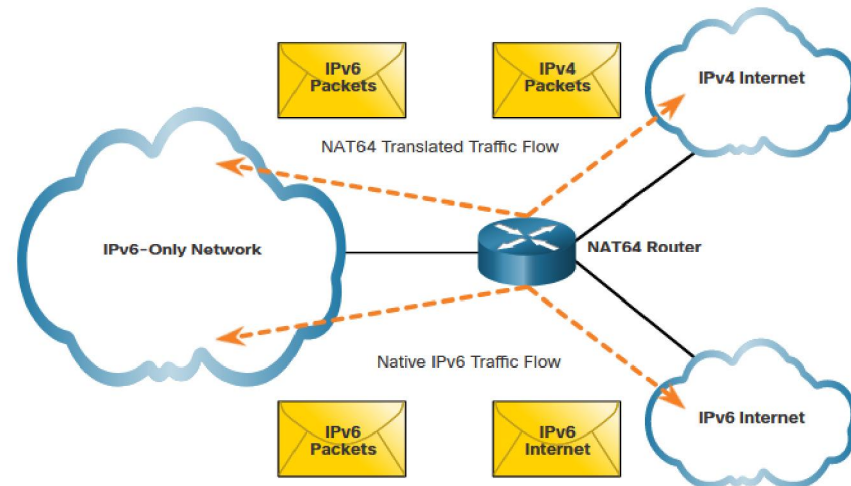 IPv6
Packets
IPv4
Packets
IPv4 Internet
NAT64 Translated Traffic Flow
IPv6-Only Network
NAT64 Router
Native IPv6 Traffic Flow
IPv6
Packets
IPv6
Internet
IPv6 Internet